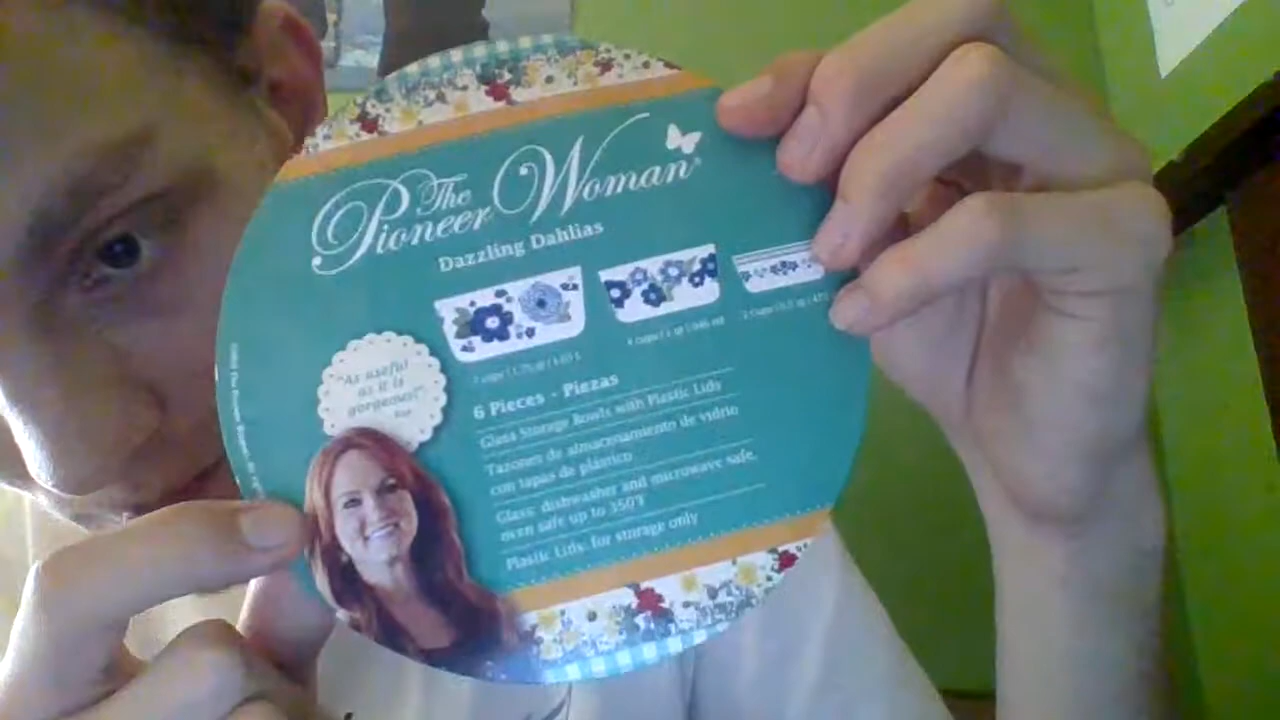 The
Pioneer Woman®
Dazzling Dahlias
"As useful
as it is
gorgeous!"
6 Pieces - Piezas
Glass Storage Bowls with Plastic Lids
Tazones de almacenamiento de vidrio
con tapas de plástico
Glass: dishwasher and microwave safe,
oven safe up to 350°F
Plastic Lids: for storage only